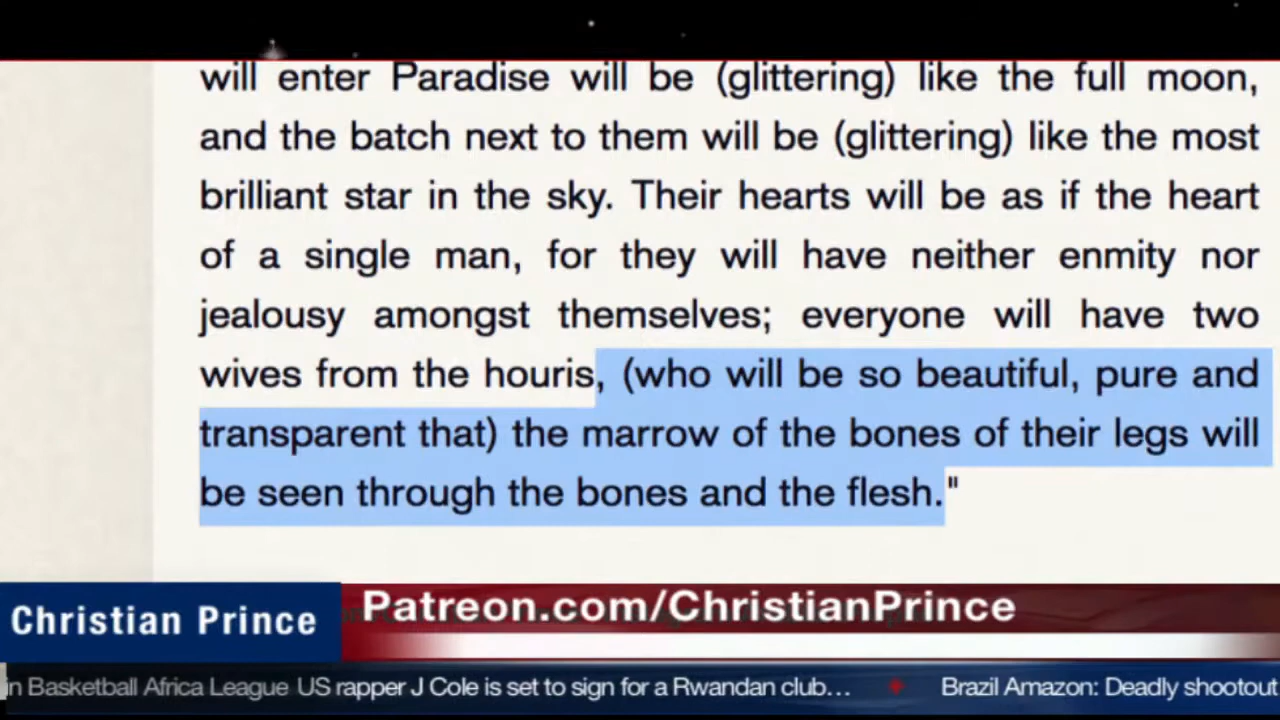 will enter Paradise will be (glittering) like the full moon,
and the batch next to them will be (glittering) like the most
brilliant star in the sky. Their hearts will be as if the heart
of a single man, for they will have neither enmity nor
jealousy amongst themselves; everyone will have two
wives from the houris, (who will be so beautiful, pure and
transparent that) the marrow of the bones of their legs will
be seen through the bones and the flesh."
Christian Prince
Patreon.com/ChristianPrince
in Basketball Africa League US rapper J Cole is set to sign for a Rwandan club... Brazil Amazon: Deadly shootout